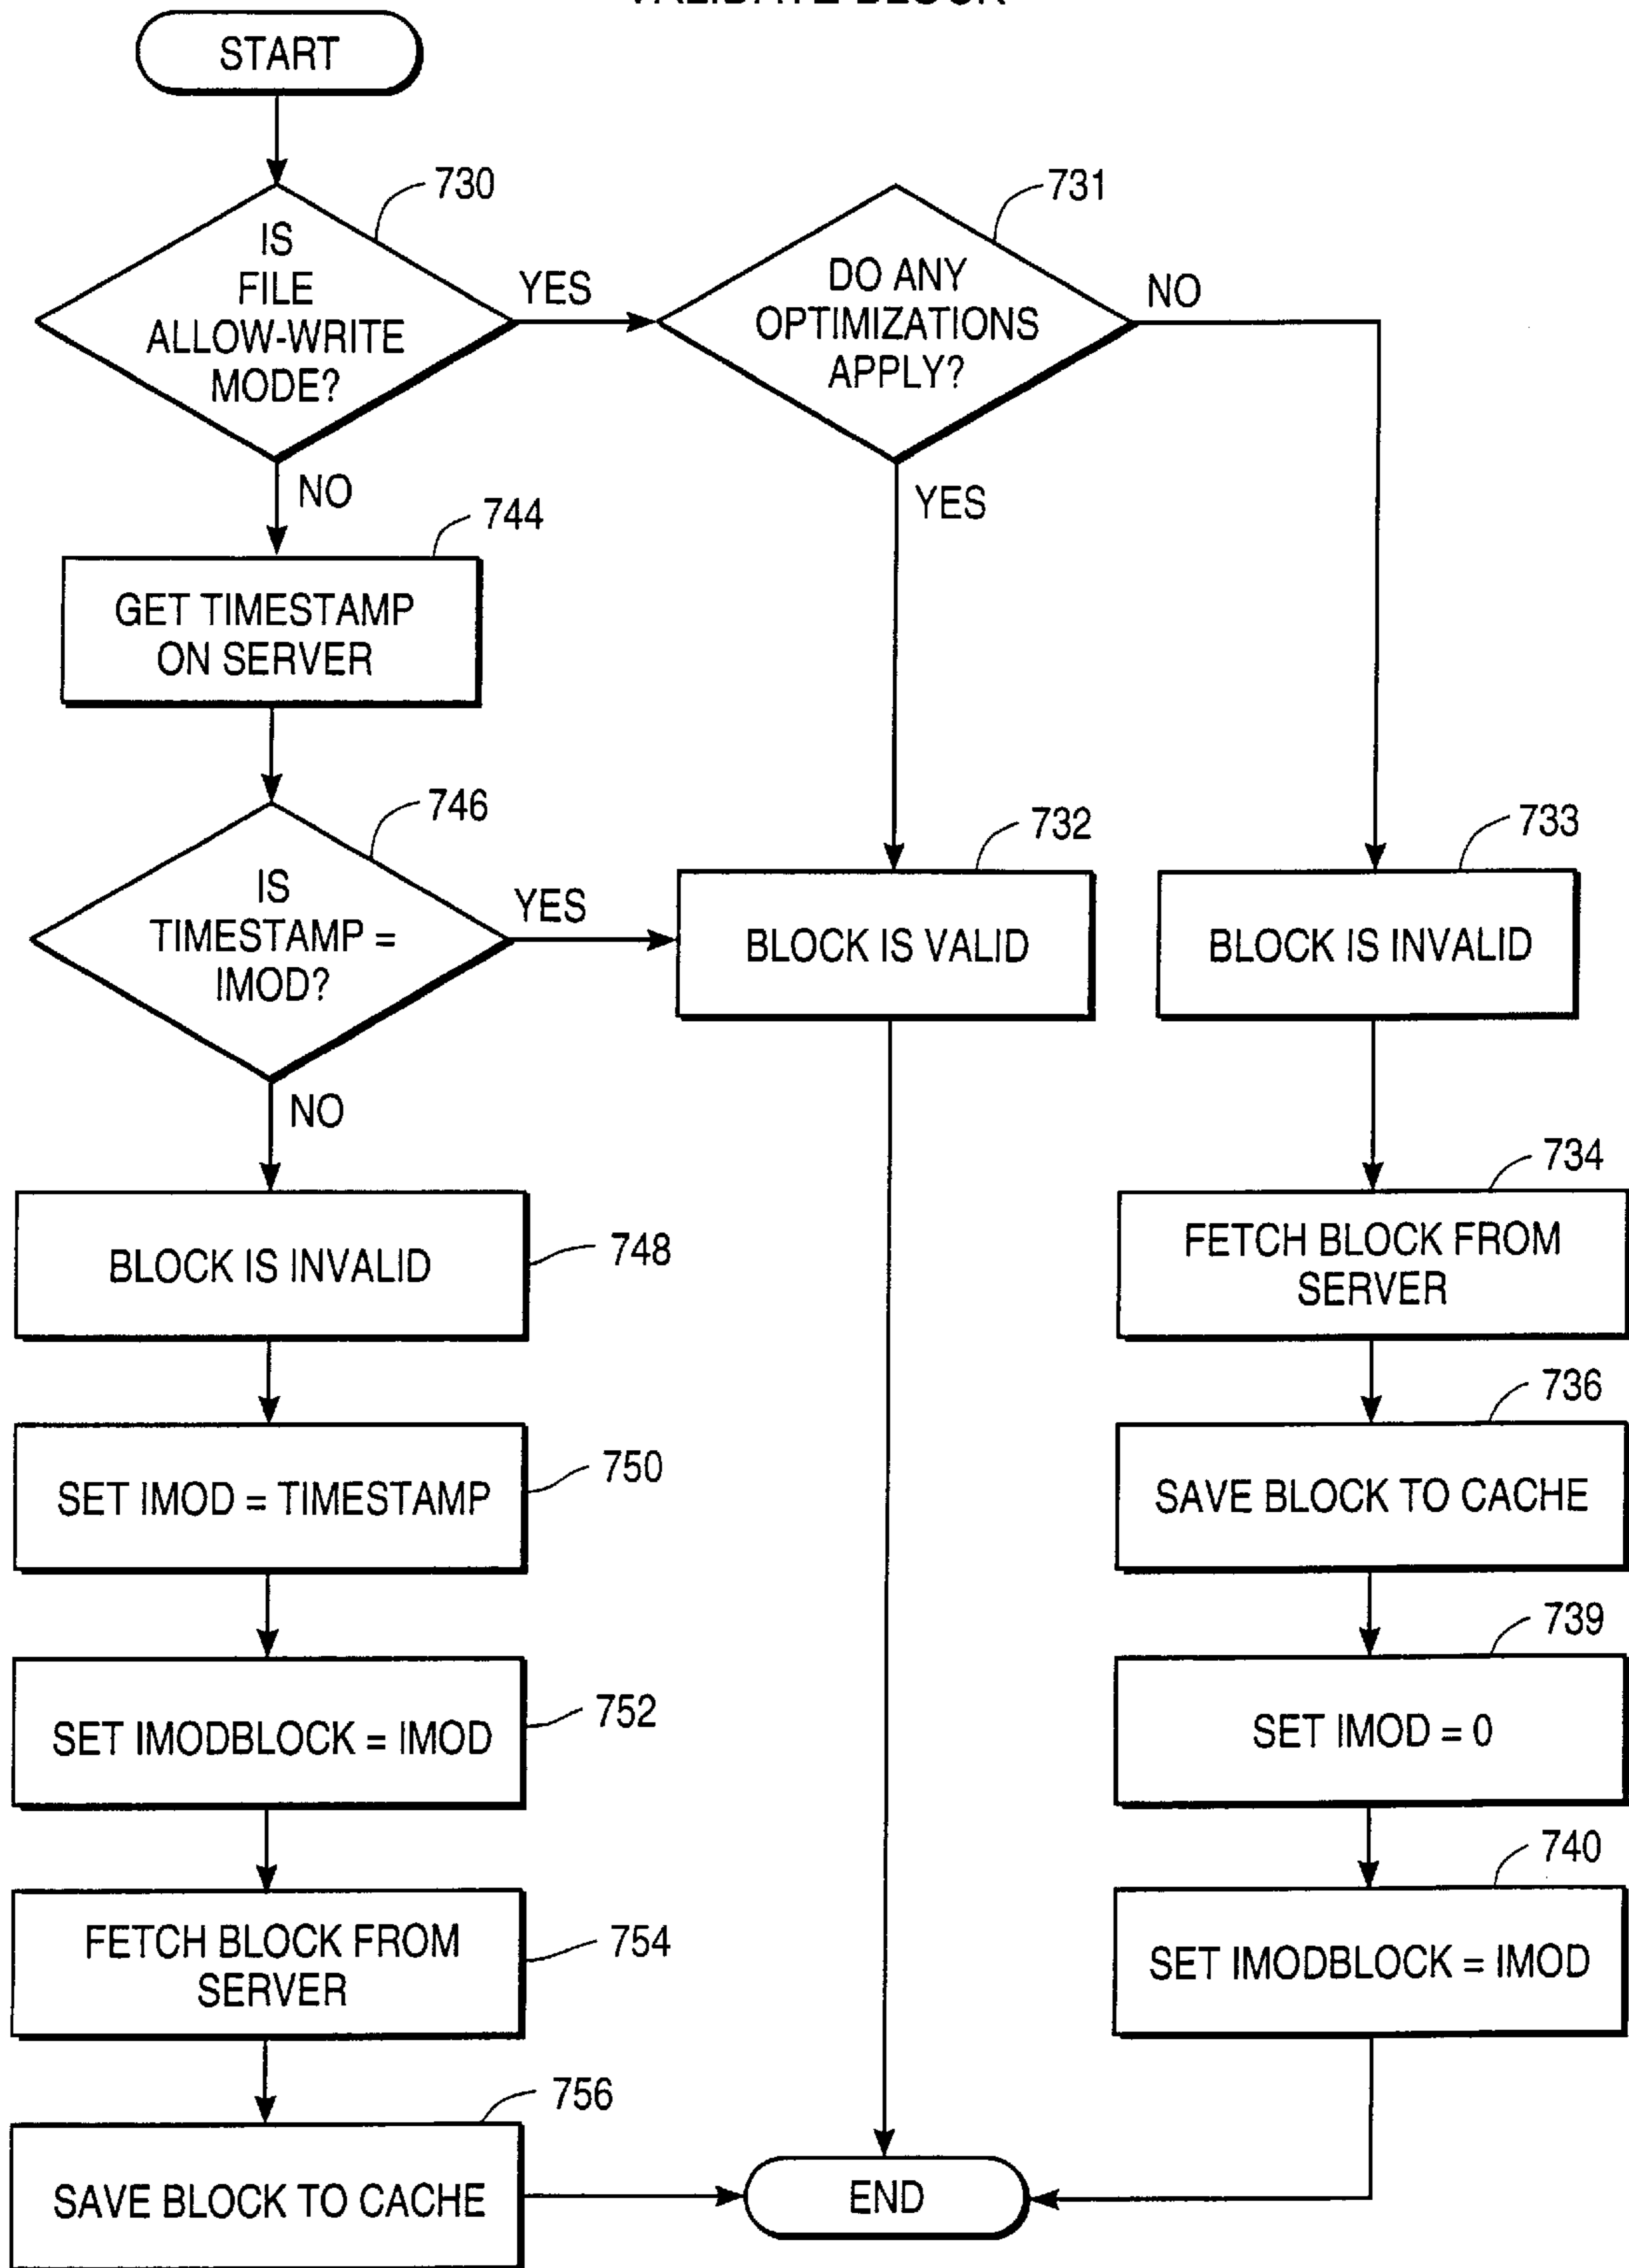 START
730
IS
FILE
ALLOW-WRITE
MODE?
YES
NO
731
DO ANY
OPTIMIZATIONS
APPLY?
NO
YES
744
GET TIMESTAMP
ON SERVER
746
IS
TIMESTAMP =
IMOD?
YES
NO
732
BLOCK IS VALID
733
BLOCK IS INVALID
748
BLOCK IS INVALID
734
FETCH BLOCK FROM
SERVER
750
SET IMOD = TIMESTAMP
736
SAVE BLOCK TO CACHE
752
SET IMODBLOCK = IMOD
739
SET IMOD = 0
754
FETCH BLOCK FROM
SERVER
740
SET IMODBLOCK = IMOD
756
SAVE BLOCK TO CACHE
END